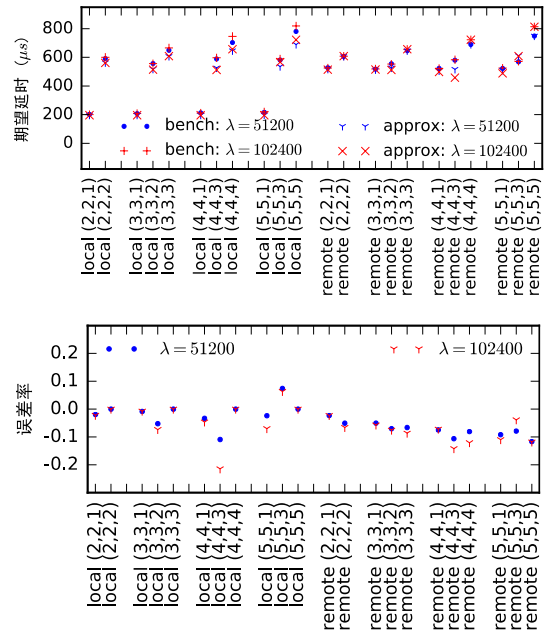 800
600
400
200
0
期望延时 (μs)
bench: λ = 51200
approx: λ = 51200
bench: λ = 102400
approx: λ = 102400
local (2,2,1)
local (2,2,2)
local (3,3,1)
local (3,3,2)
local (3,3,3)
local (4,4,1)
local (4,4,3)
local (4,4,4)
local (5,5,1)
local (5,5,3)
local (5,5,5)
remote (2,2,1)
remote (2,2,2)
remote (3,3,1)
remote (3,3,2)
remote (3,3,3)
remote (4,4,1)
remote (4,4,3)
remote (4,4,4)
remote (5,5,1)
remote (5,5,3)
remote (5,5,5)
0.2
0.1
0.0
-0.1
-0.2
误差率
λ = 51200
λ = 102400
local (2,2,1)
local (2,2,2)
local (3,3,1)
local (3,3,2)
local (3,3,3)
local (4,4,1)
local (4,4,3)
local (4,4,4)
local (5,5,1)
local (5,5,3)
local (5,5,5)
remote (2,2,1)
remote (2,2,2)
remote (3,3,1)
remote (3,3,2)
remote (3,3,3)
remote (4,4,1)
remote (4,4,3)
remote (4,4,4)
remote (5,5,1)
remote (5,5,3)
remote (5,5,5)